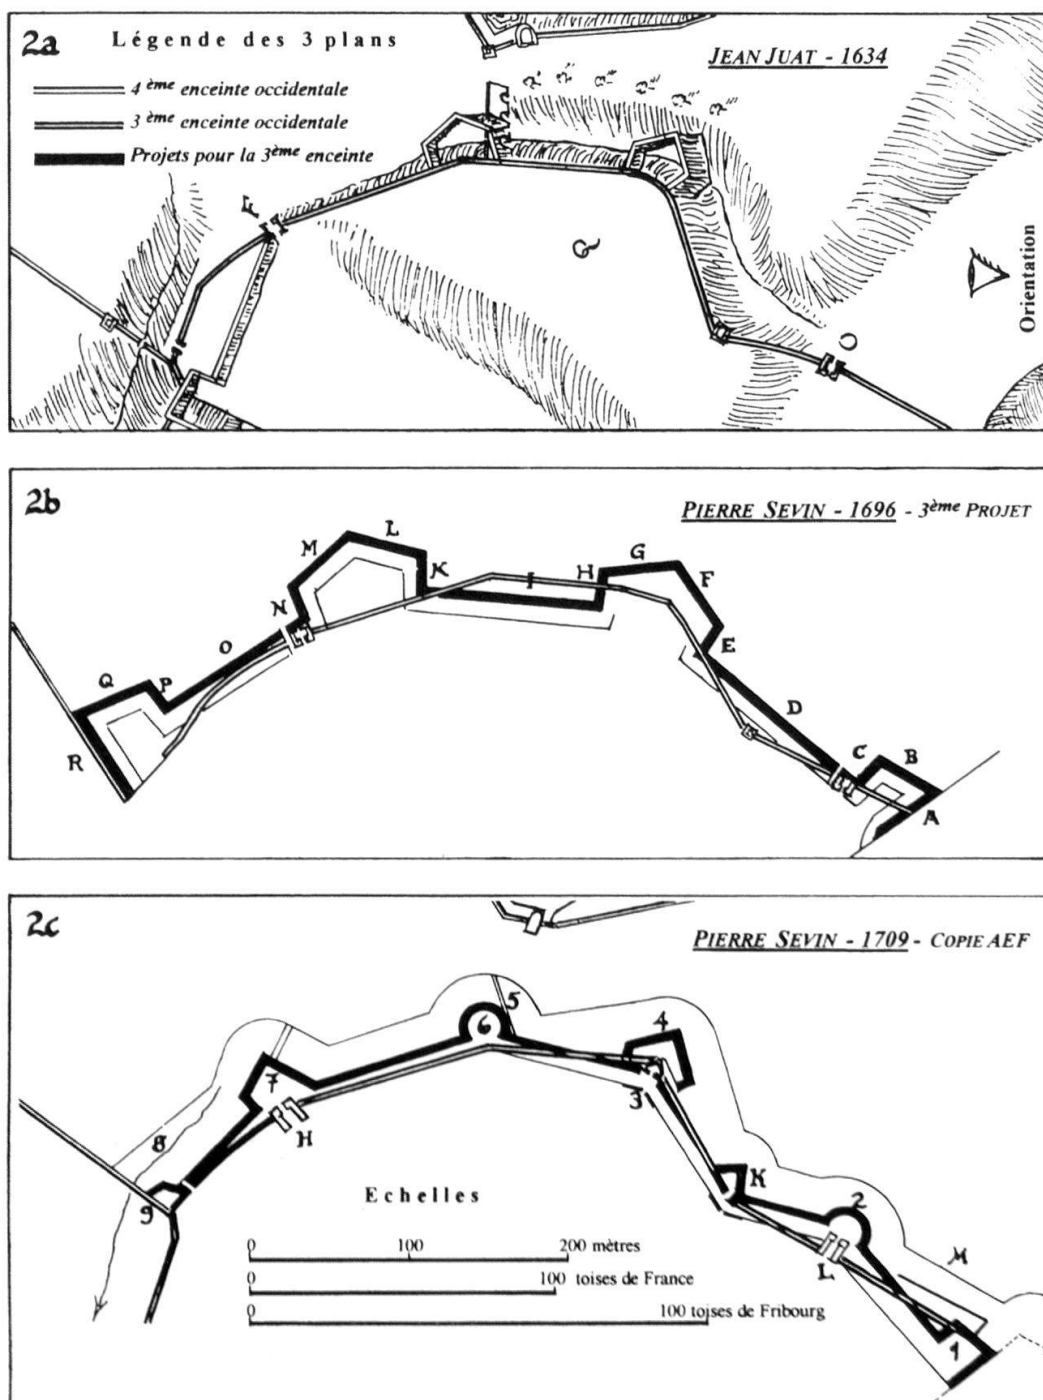 2a
Légende des 3 plans
4ème enceinte occidentale
3ème enceinte occidentale
Projets pour la 3ème enceinte
JEAN JUAT - 1634
Orientation
2b
PIERRE SEVIN - 1696 - 3ème PROJET
L
M
K
N
O
Q
P
R
I
H
G
F
E
D
C
B
A
2c
PIERRE SEVIN - 1709 - COPIE AEF
5
6
4
7
3
H
8
9
K
2
L
M
1
Echelles
0 100 200 mètres
0 100 toises de France
0 100 toises de Fribourg